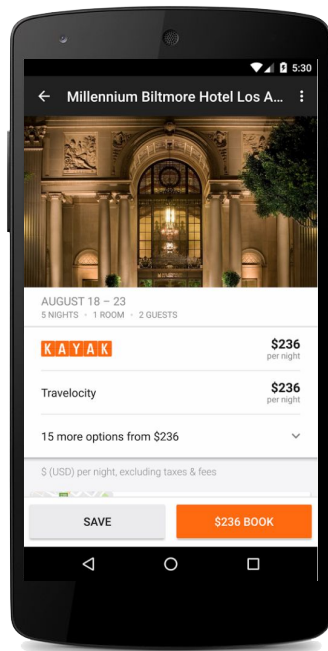 5:30
Millennium Biltmore Hotel Los A...
AUGUST 18 – 23
5 NIGHTS • 1 ROOM • 2 GUESTS
KAYAK
$236
per night
Travelocity
$236
per night
15 more options from $236
$ (USD) per night, excluding taxes & fees
SAVE
$236 BOOK